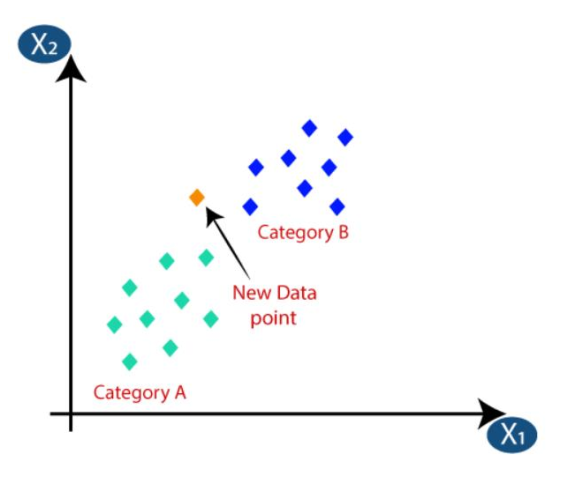 X₂
Category B
New Data
point
Category A
X₁